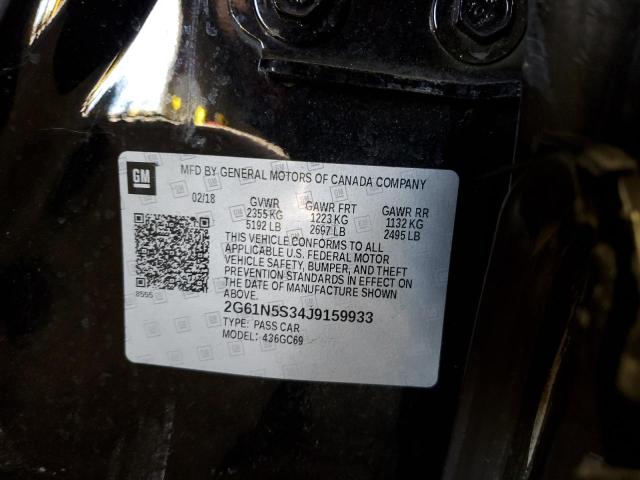 GM
MFD BY GENERAL MOTORS OF CANADA COMPANY
02/18
GVWR GAWR FRT GAWR RR
2355 KG 1223 KG 1132 KG
5192 LB 2697 LB 2495 LB
THIS VEHICLE CONFORMS TO ALL
APPLICABLE U.S. FEDERAL MOTOR
VEHICLE SAFETY, BUMPER, AND THEFT
PREVENTION STANDARDS IN EFFECT ON
THE DATE OF MANUFACTURE SHOWN
ABOVE.
8595
2G61N5S34J9159933
TYPE: PASS CAR
MODEL: 436GC69